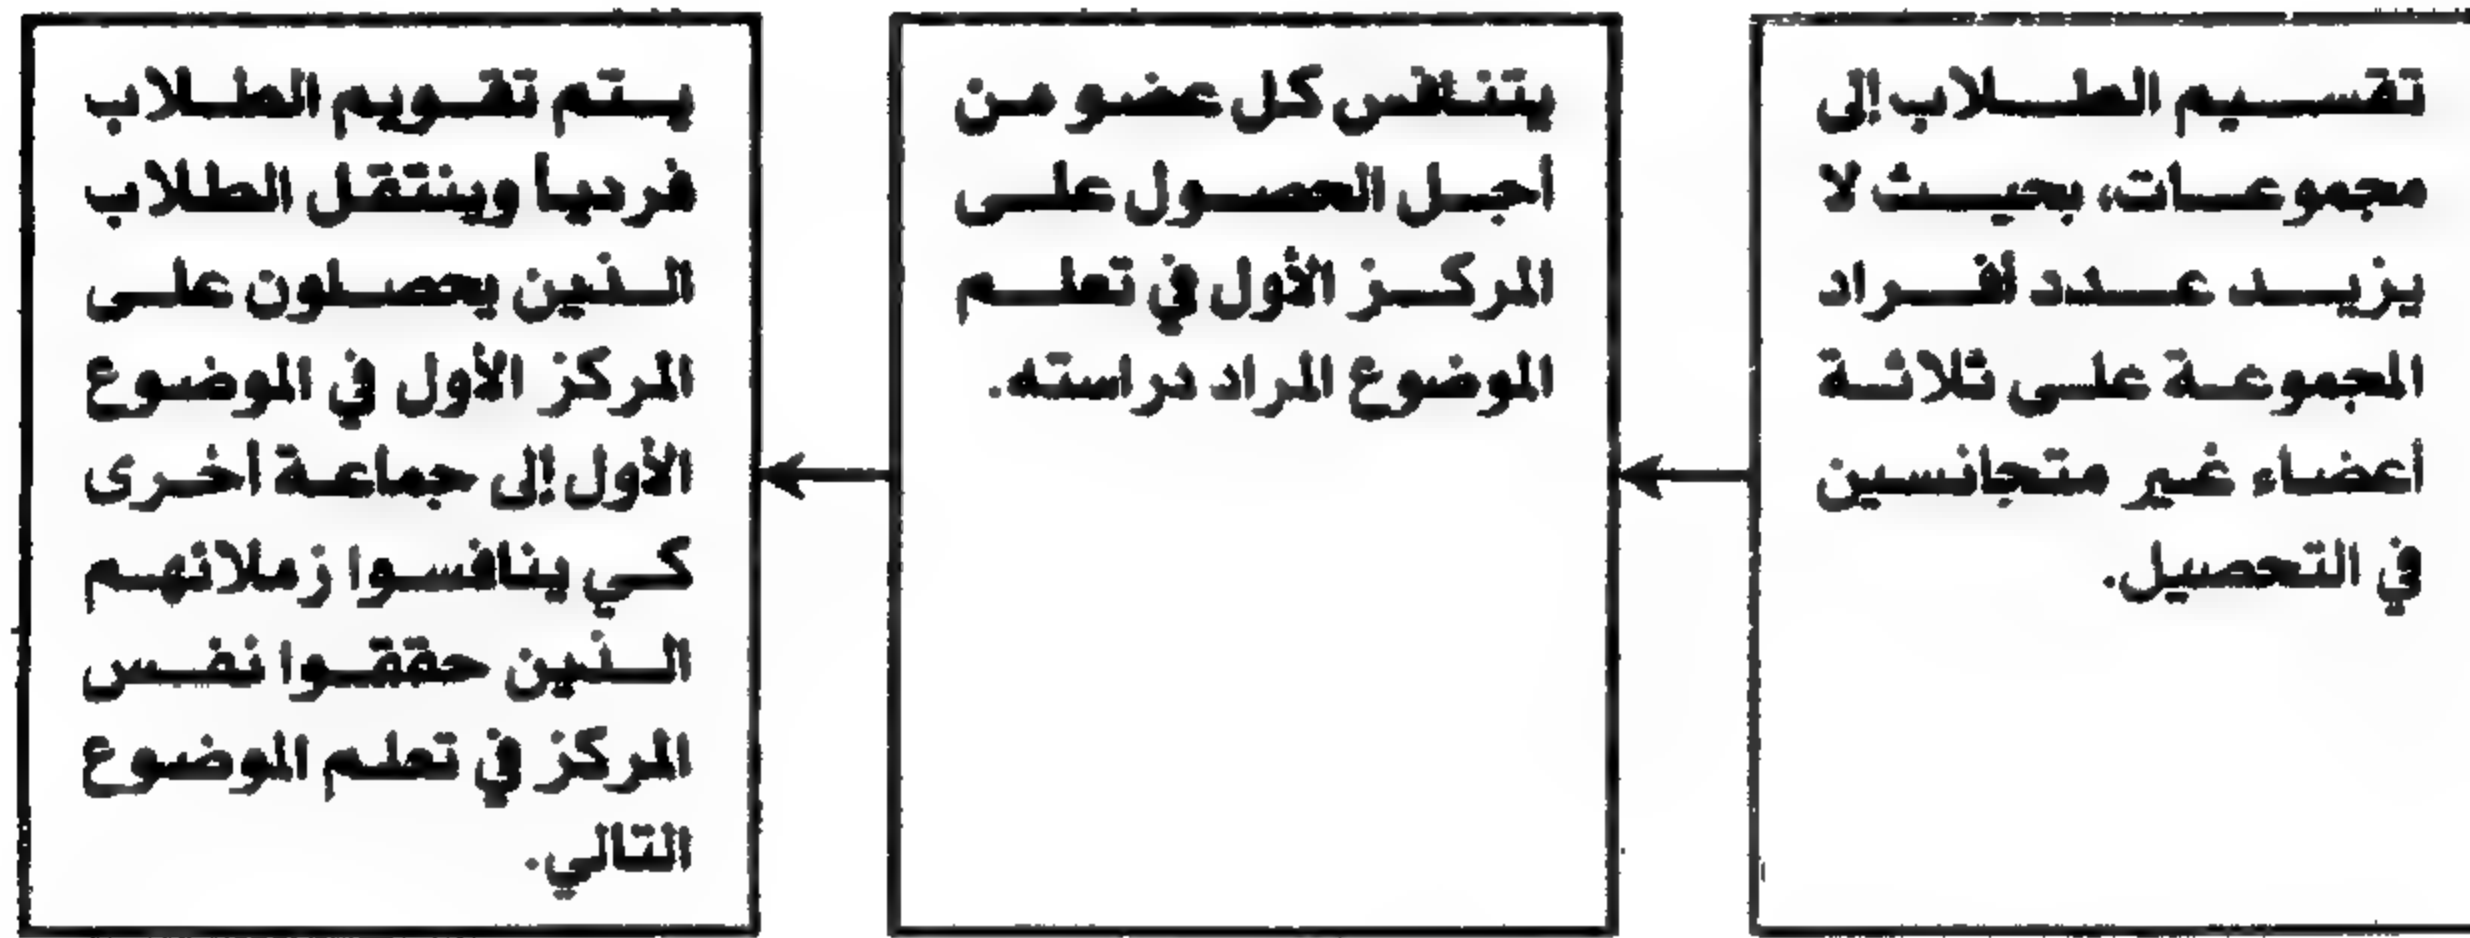 تقسيم الطلاب إلى
مجموعات، بحيث لا
يزيد عدد أفراد
المجموعة على ثلاثة
أعضاء غير متجانسين
في التحصيل.
يتنافس كل عضو من
أجل الحصول على
المركز الأول في تعلم
الموضوع المراد دراسته.
يتم تقويم الطلاب
فرديا وينتقل الطلاب
الذين يحصلون على
المركز الأول في الموضوع
الأول إلى جماعة أخرى
كي ينافسوا زملائهم
الذين حققوا نفس
المركز في تعلم الموضوع
التالي.